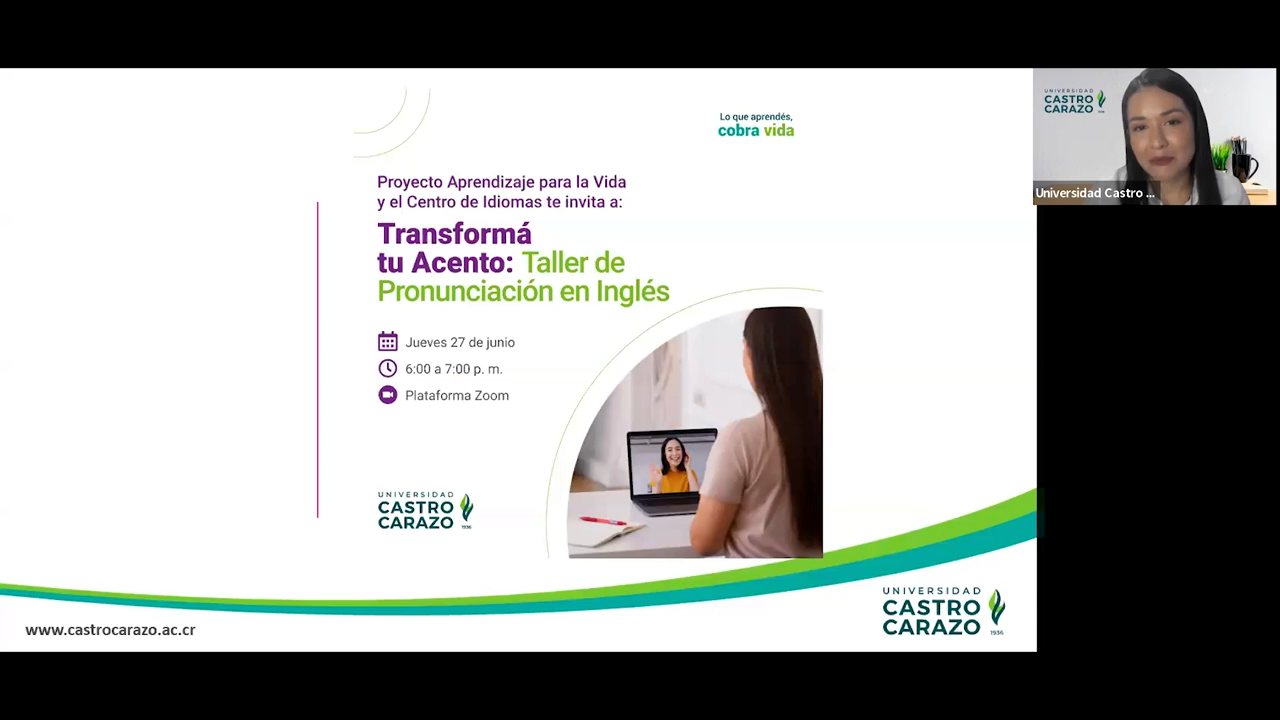 Lo que aprendés,
cobra vida
Proyecto Aprendizaje para la Vida
y el Centro de Idiomas te invita a:
Transformá
tu Acento: Taller de
Pronunciación en Inglés
Jueves 27 de junio
6:00 a 7:00 p. m.
Plataforma Zoom
UNIVERSIDAD
CASTRO
CARAZO
1936
www.castrocarazo.ac.cr
UNIVERSIDAD
CASTRO
CARAZO
1936
UNIVERSIDAD
CASTRO
CARAZO
Universidad Castro ...